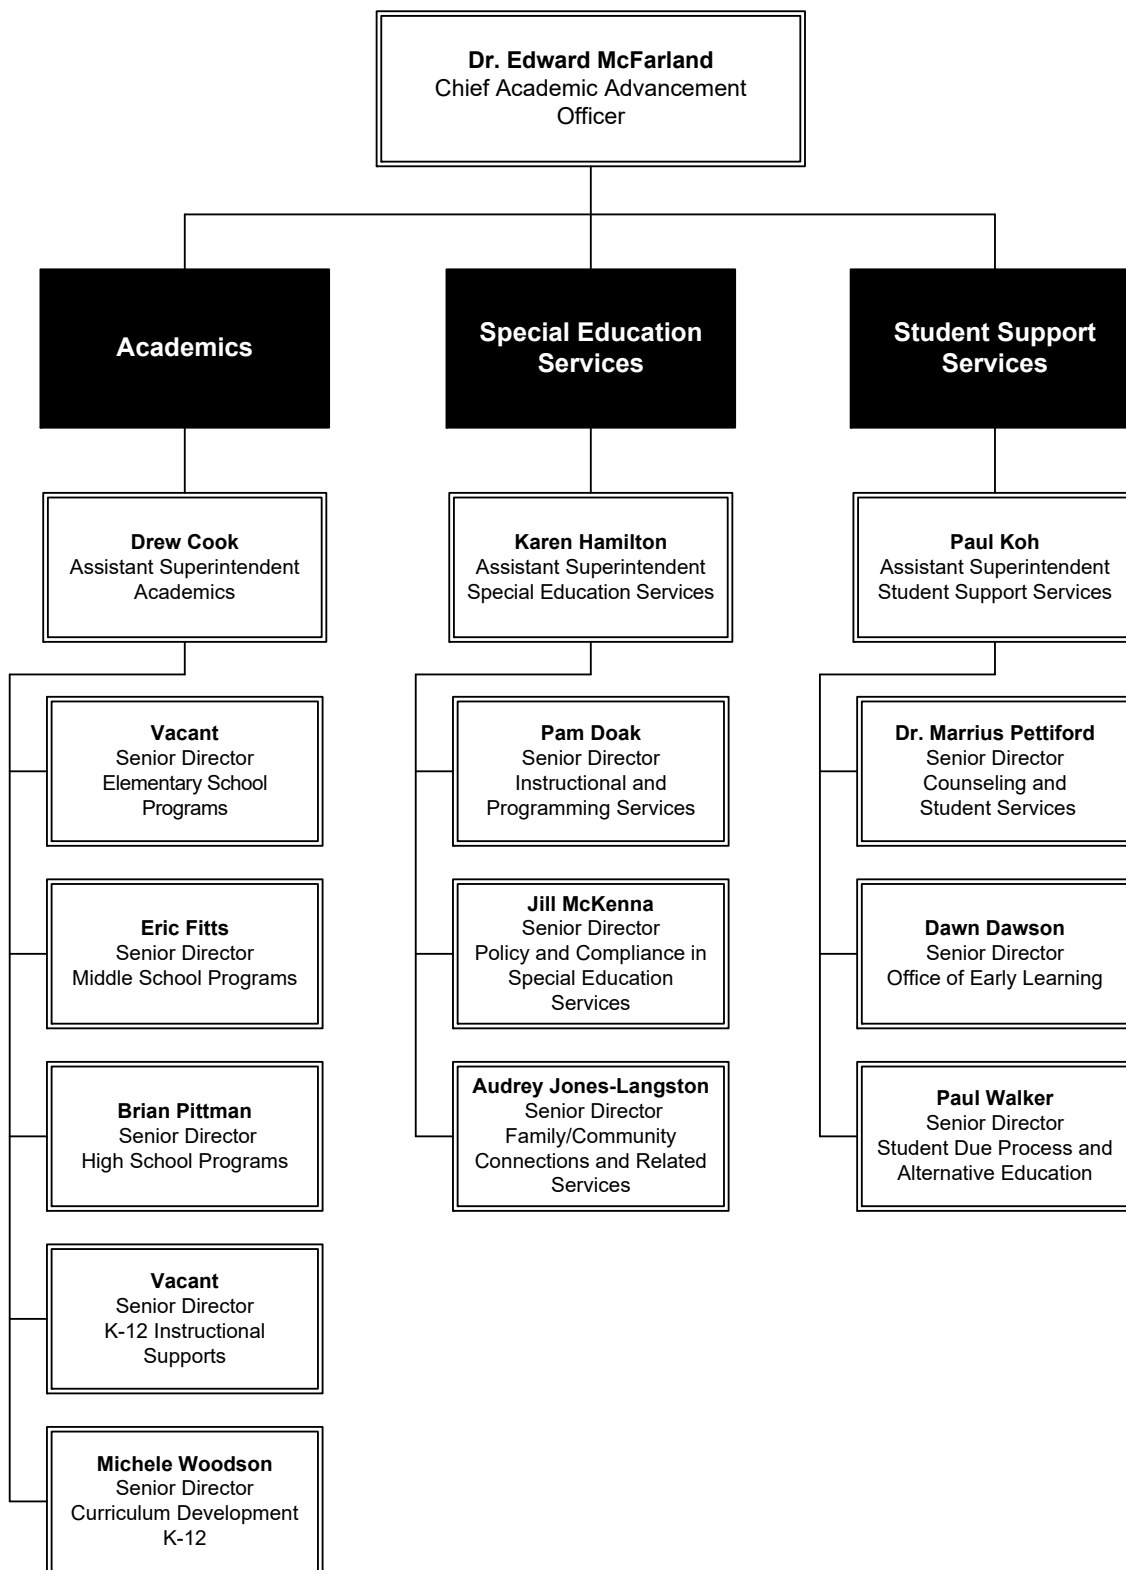 Dr. Edward McFarland
Chief Academic Advancement
Officer
Academics
Special Education
Services
Student Support
Services
Drew Cook
Assistant Superintendent
Academics
Karen Hamilton
Assistant Superintendent
Special Education Services
Paul Koh
Assistant Superintendent
Student Support Services
Vacant
Senior Director
Elementary School
Programs
Pam Doak
Senior Director
Instructional and
Programming Services
Dr. Marrius Pettiford
Senior Director
Counseling and
Student Services
Eric Fitts
Senior Director
Middle School Programs
Jill McKenna
Senior Director
Policy and Compliance in
Special Education
Services
Dawn Dawson
Senior Director
Office of Early Learning
Brian Pittman
Senior Director
High School Programs
Audrey Jones-Langston
Senior Director
Family/Community
Connections and Related
Services
Paul Walker
Senior Director
Student Due Process and
Alternative Education
Vacant
Senior Director
K-12 Instructional
Supports
Michele Woodson
Senior Director
Curriculum Development
K-12